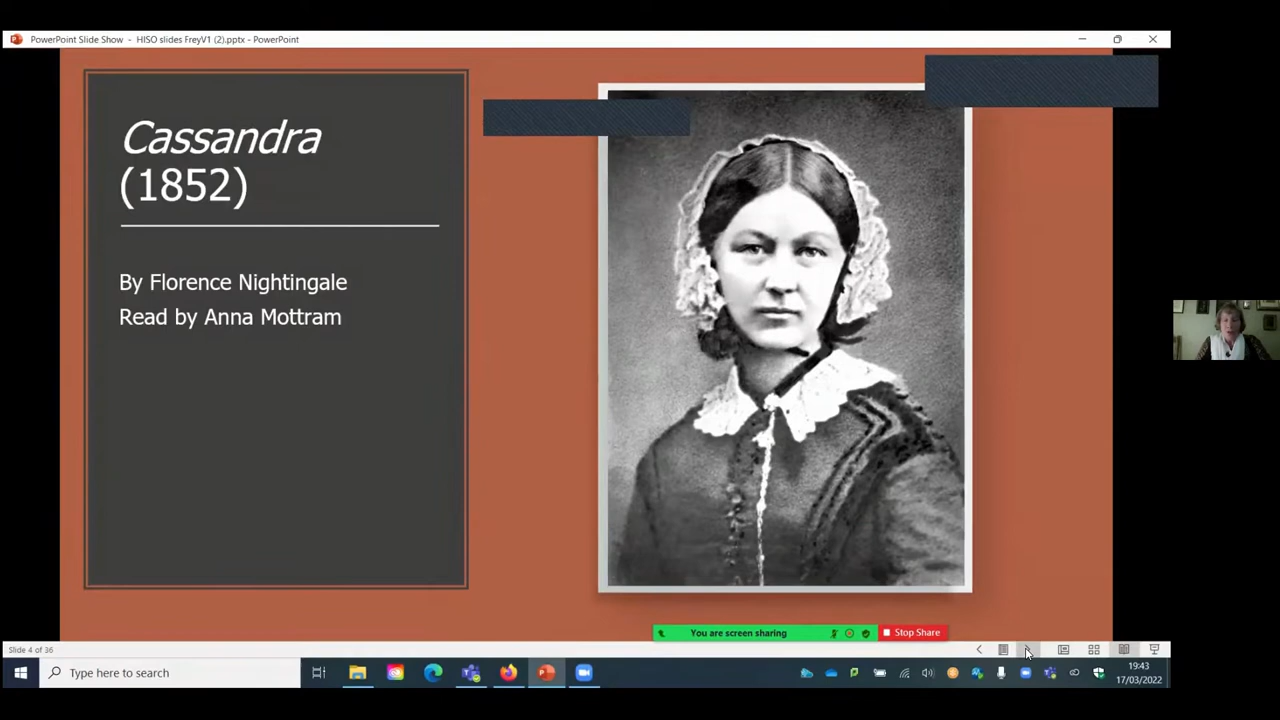 PowerPoint Slide Show - HISO slides FreyV1 (2).pptx - PowerPoint
Cassandra
(1852)
By Florence Nightingale
Read by Anna Mottram
You are screen sharing
Stop Share
Slide 4 of 36
Type here to search
19:43
17/03/2022